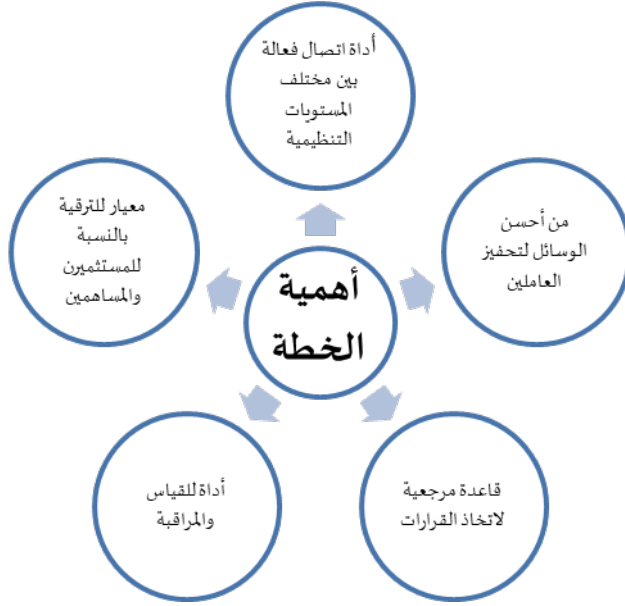 أداة اتصال فعالة
بين مختلف
المستويات
التنظيمية
من أحسن
الوسائل لتحفيز
العاملين
قاعدة مرجعية
لاتخاذ القرارات
أداة للقياس
والمراقبة
معيار للترقية
بالنسبة
للمستثميرن
والمساهمين
أهمية
الخطة